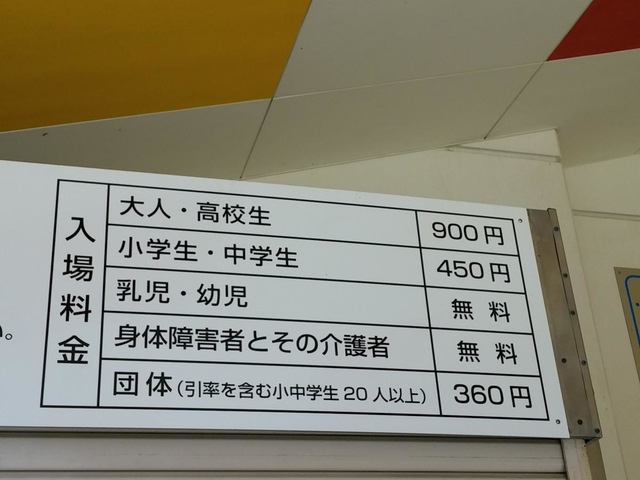 入場料金
大人・高校生 900円
小学生・中学生 450円
乳児・幼児 無料
身体障害者とその介護者 無料
団体(引率を含む小中学生20人以上) 360円
い。